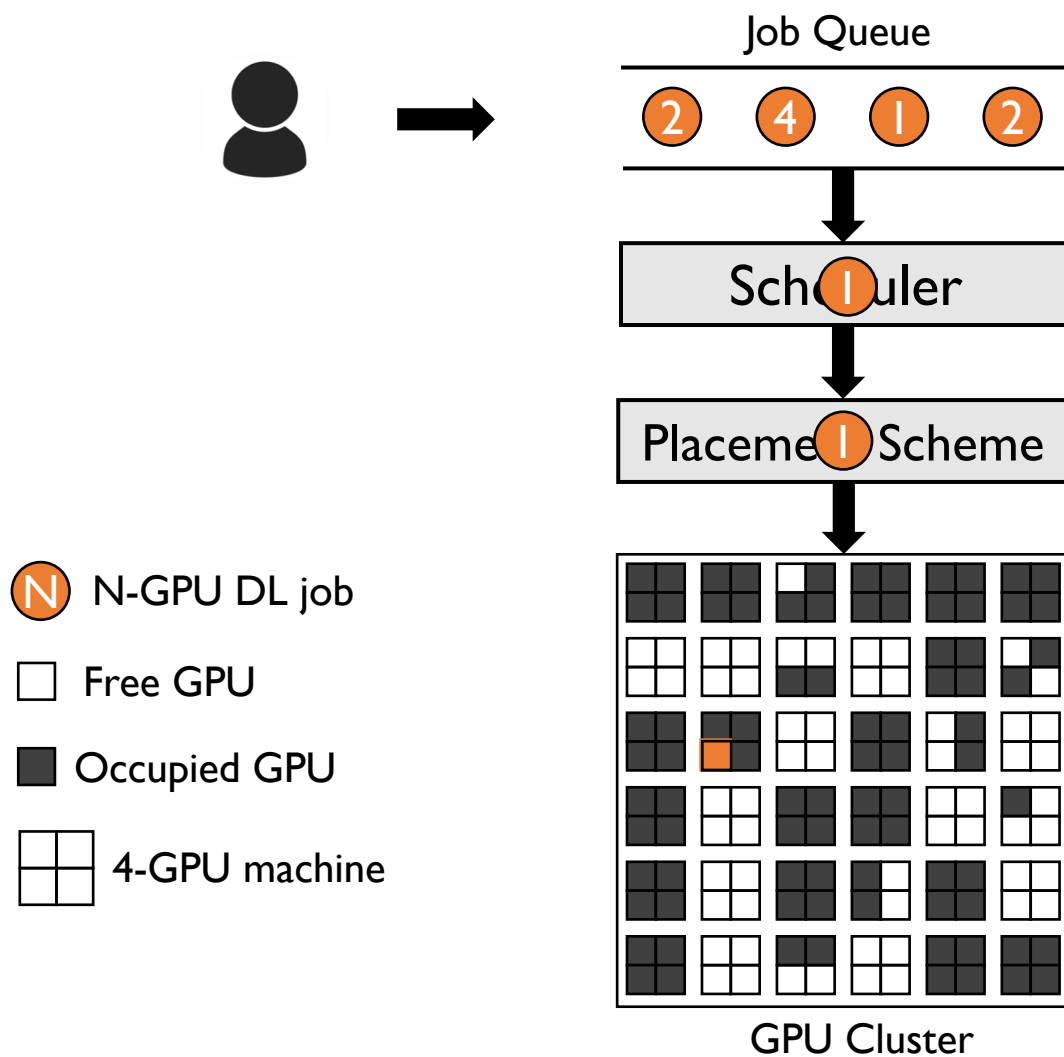 Job Queue
2 4 1 2
Sch 1 uler
Placeme 1 Scheme
N N-GPU DL job
Free GPU
Occupied GPU
4-GPU machine
GPU Cluster